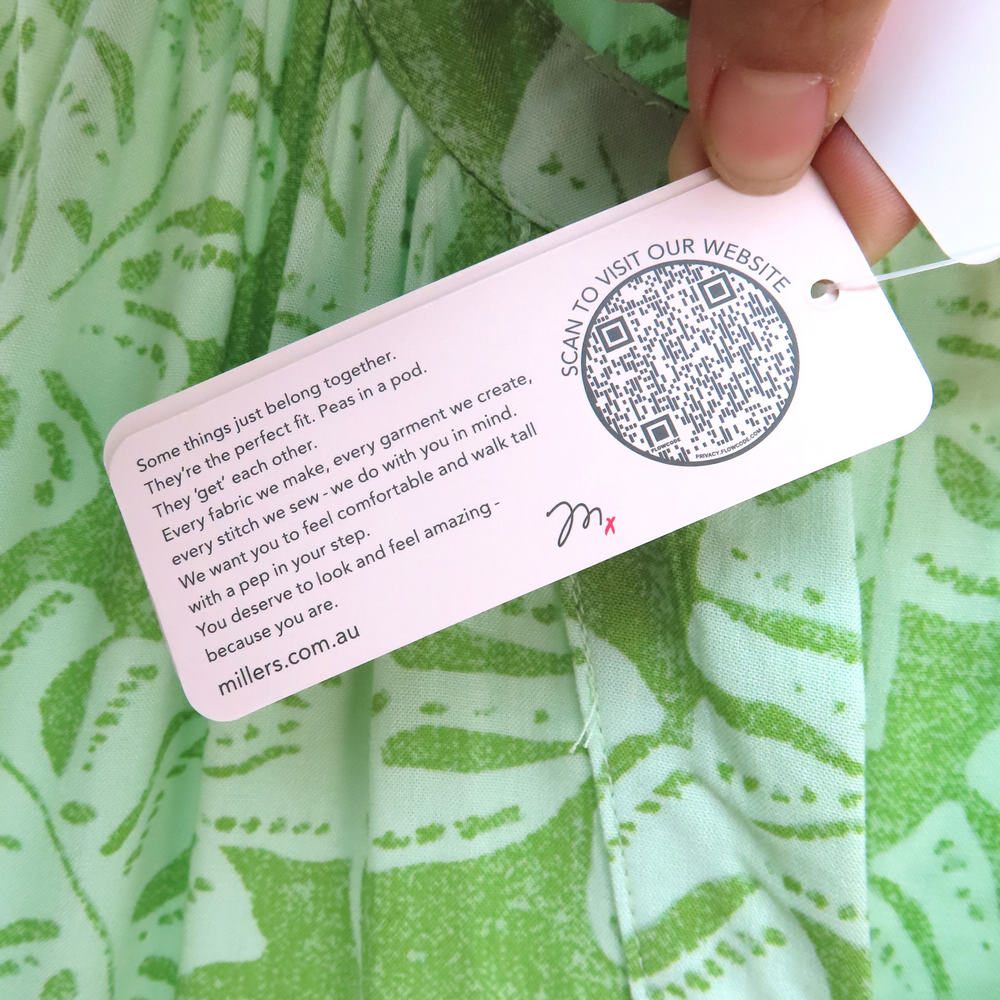 SCAN TO VISIT OUR WEBSITE
FLOWCODE
PRIVACY.FLOWCODE.COM
Some things just belong together.
They're the perfect fit. Peas in a pod.
They 'get' each other.
Every fabric we make, every garment we create,
every stitch we sew - we do with you in mind.
We want you to feel comfortable and walk tall
with a pep in your step.
You deserve to look and feel amazing -
because you are.
millers.com.au
m x